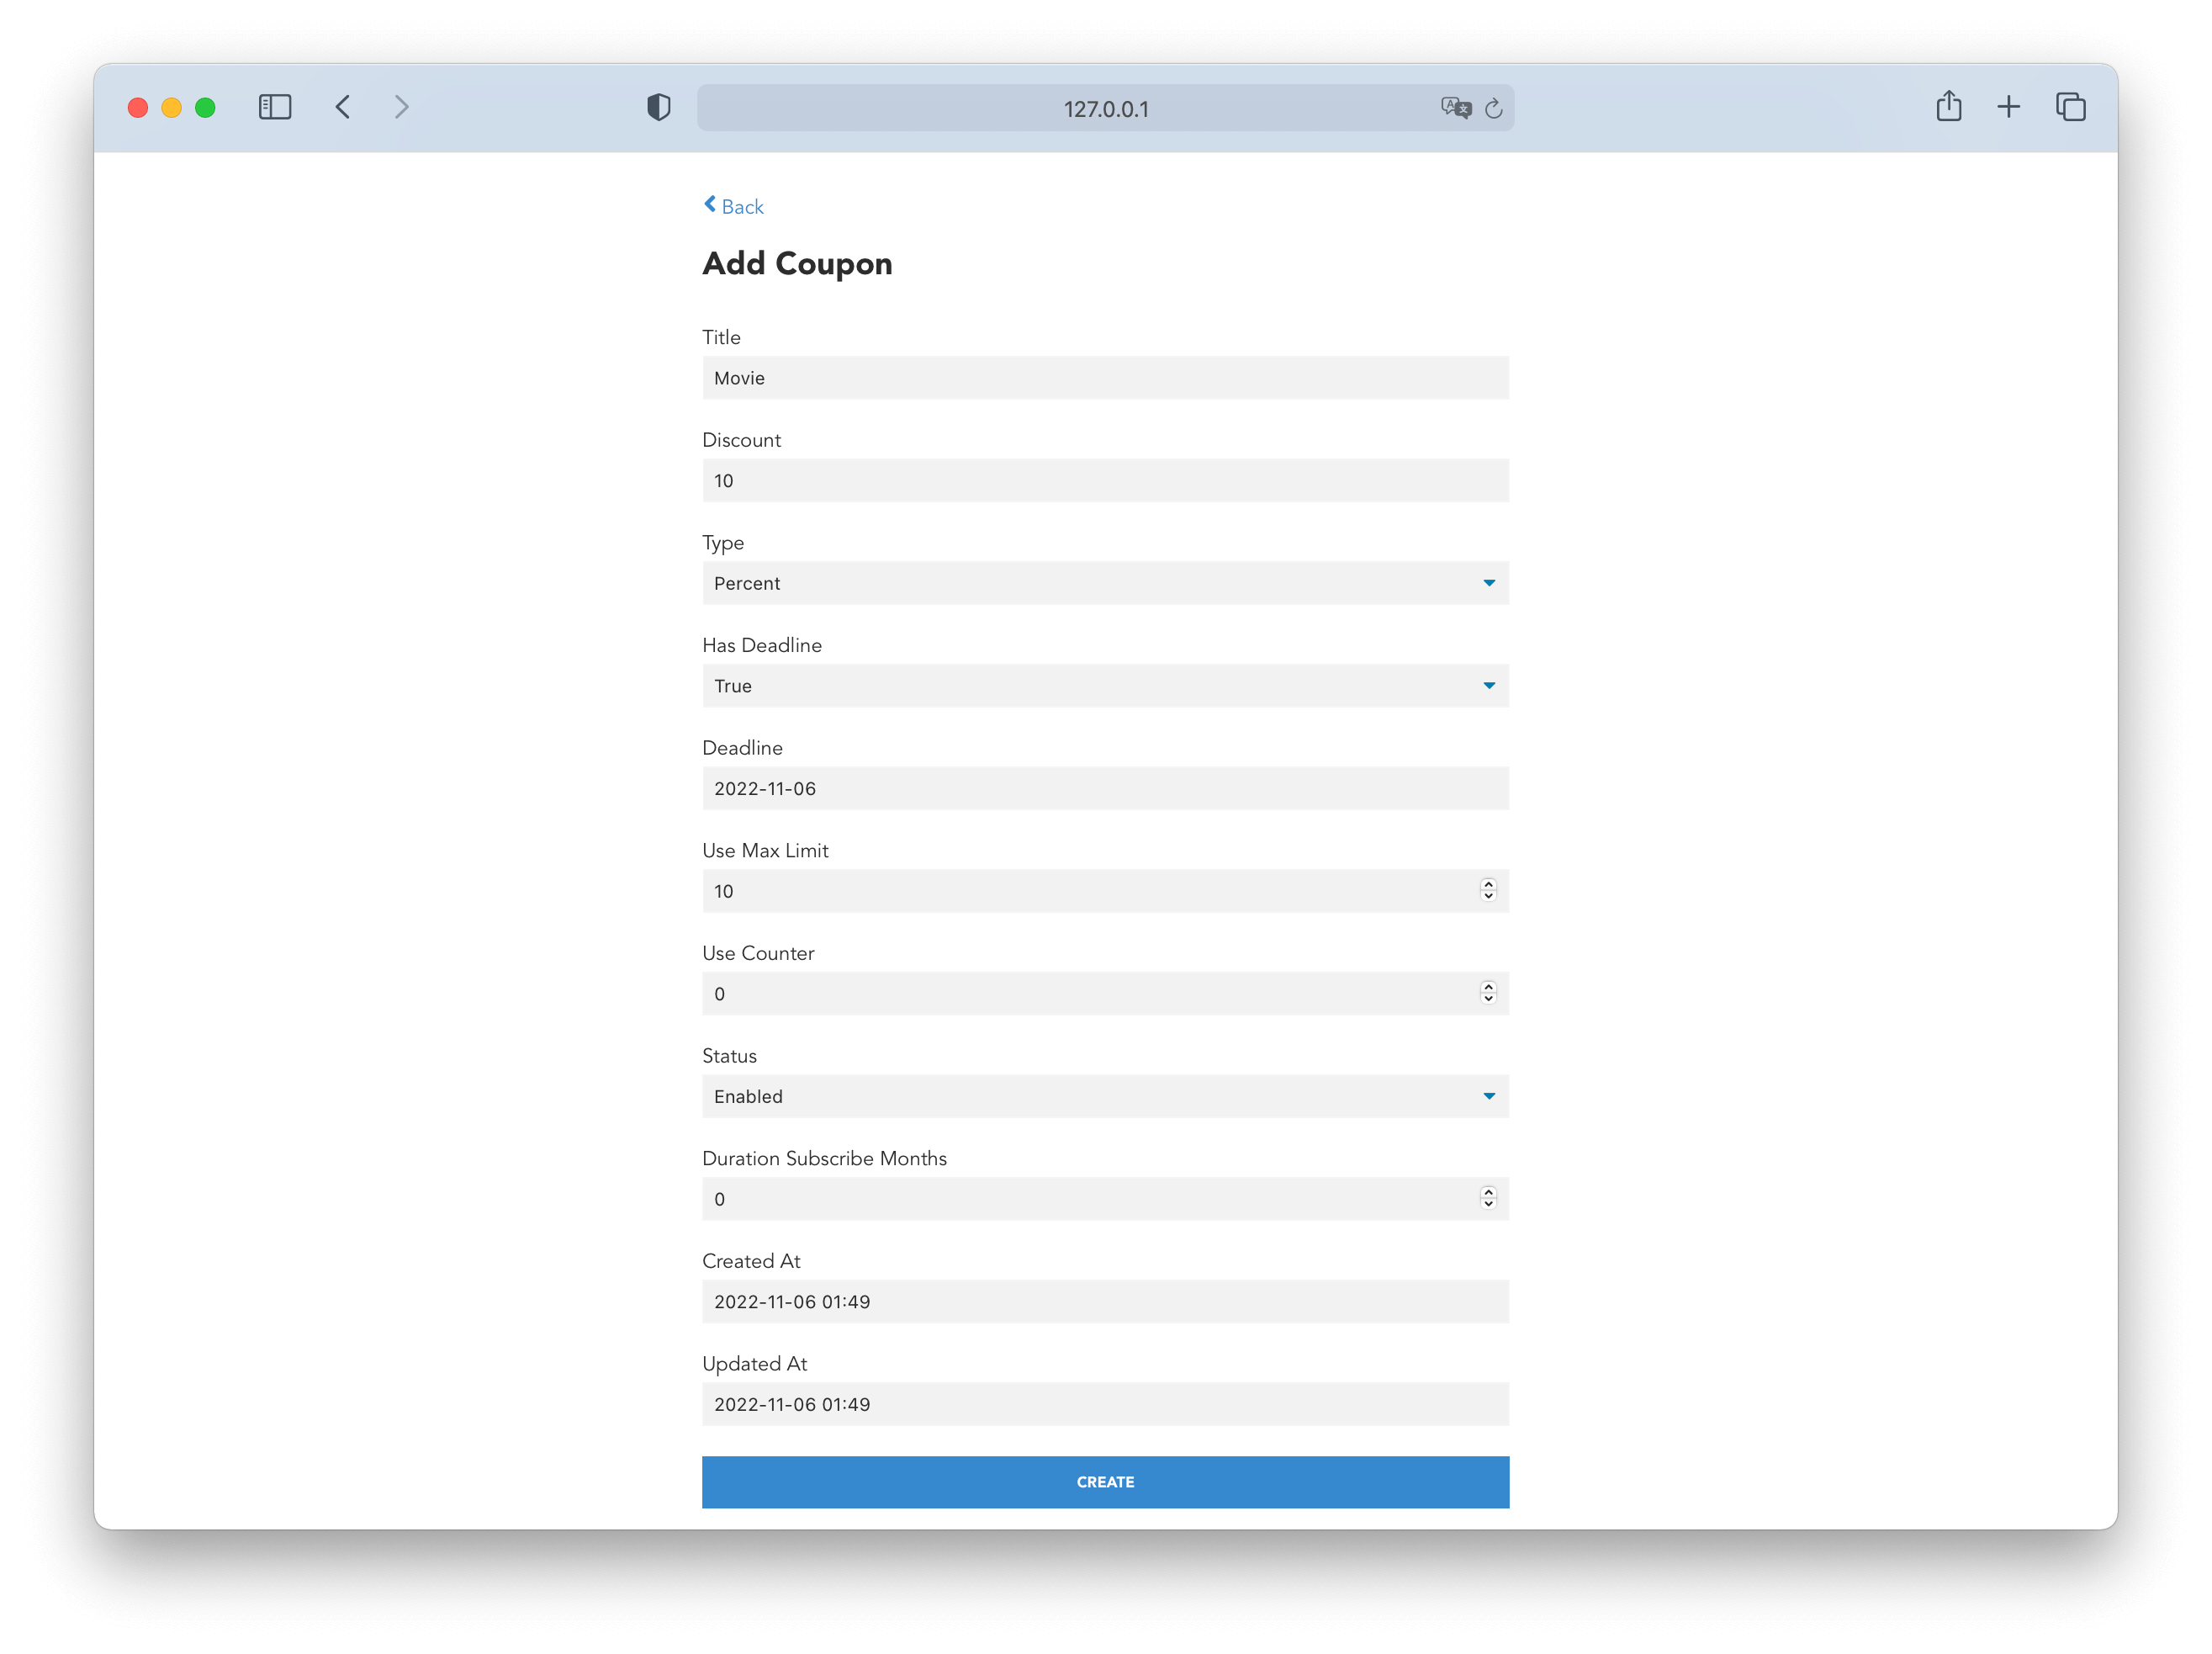 127.0.0.1
Back
Add Coupon
Title
Movie
Discount
10
Type
Percent
Has Deadline
True
Deadline
2022-11-06
Use Max Limit
10
Use Counter
0
Status
Enabled
Duration Subscribe Months
0
Created At
2022-11-06 01:49
Updated At
2022-11-06 01:49
CREATE